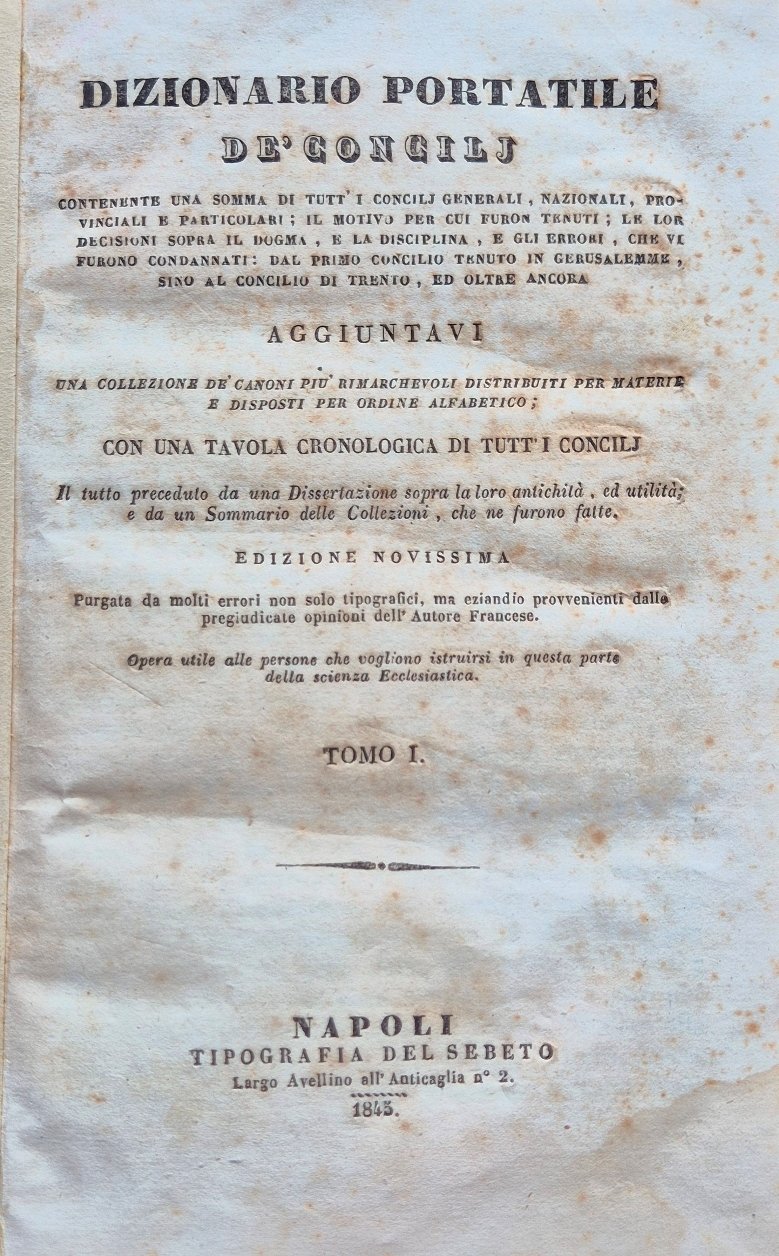 DIZIONARIO PORTATILE
DE' CONCILJ
CONTENENTE UNA SOMMA DI TUTT' I CONCILJ GENERALI, NAZIONALI, PRO-
VINCIALI E PARTICOLARI; IL MOTIVO PER CUI FURON TENUTI; LE LOR
DECISIONI SOPRA IL DOGMA, E LA DISCIPLINA, E GLI ERRORI, CHE VI
FURONO CONDANNATI: DAL PRIMO CONCILIO TENUTO IN GERUSALEMME,
SINO AL CONCILIO DI TRENTO, ED OLTRE ANCORA
AGGIUNTAVI
UNA COLLEZIONE DE' CANONI PIU' RIMARCHEVOLI DISTRIBUITI PER MATERIE
E DISPOSTI PER ORDINE ALFABETICO;
CON UNA TAVOLA CRONOLOGICA DI TUTT' I CONCILJ
Il tutto preceduto da una Dissertazione sopra la loro antichità, ed utilità;
e da un Sommario delle Collezioni, che ne furono fatte.
EDIZIONE NOVISSIMA
Purgata da molti errori non solo tipografici, ma eziandio provvenienti dalle
pregiudicate opinioni dell' Autore Francese.
Opera utile alle persone che vogliono istruirsi in questa parte
della scienza Ecclesiastica.
TOMO I.
NAPOLI
TIPOGRAFIA DEL SEBETO
Largo Avellino all' Anticaglia n° 2.
1843.